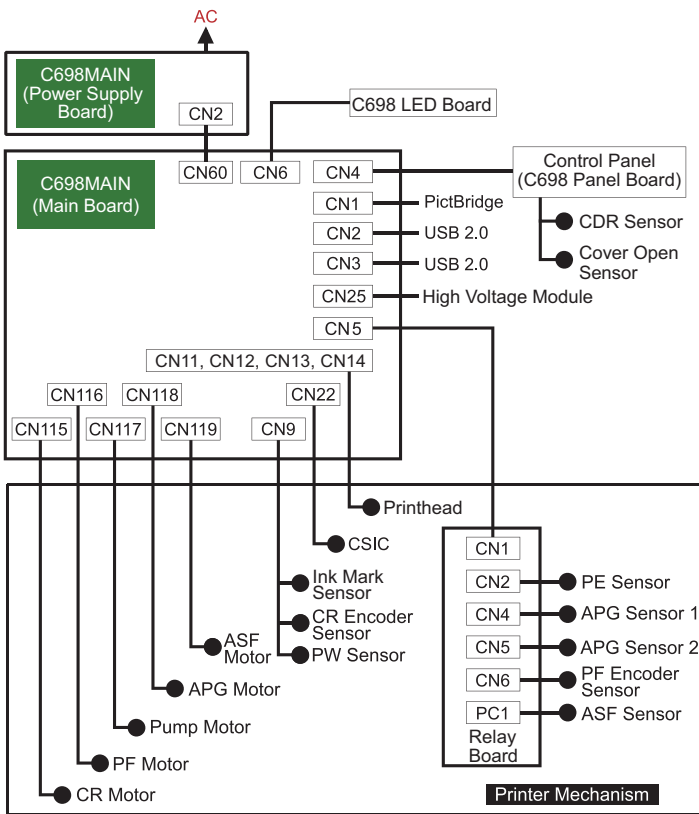 AC
C698MAIN
(Power Supply
Board)
CN2
C698 LED Board
C698MAIN
(Main Board)
CN60
CN6
CN4
Control Panel
(C698 Panel Board)
CN1
PictBridge
CDR Sensor
CN2
USB 2.0
Cover Open
Sensor
CN3
USB 2.0
CN25
High Voltage Module
CN5
CN11, CN12, CN13, CN14
CN116
CN118
CN22
CN115
CN117
CN119
CN9
Printhead
CSIC
Ink Mark
Sensor
CR Encoder
Sensor
PW Sensor
ASF
Motor
APG Motor
Pump Motor
PF Motor
CR Motor
CN1
CN2
PE Sensor
CN4
APG Sensor 1
CN5
APG Sensor 2
CN6
PF Encoder
Sensor
PC1
ASF Sensor
Relay
Board
Printer Mechanism